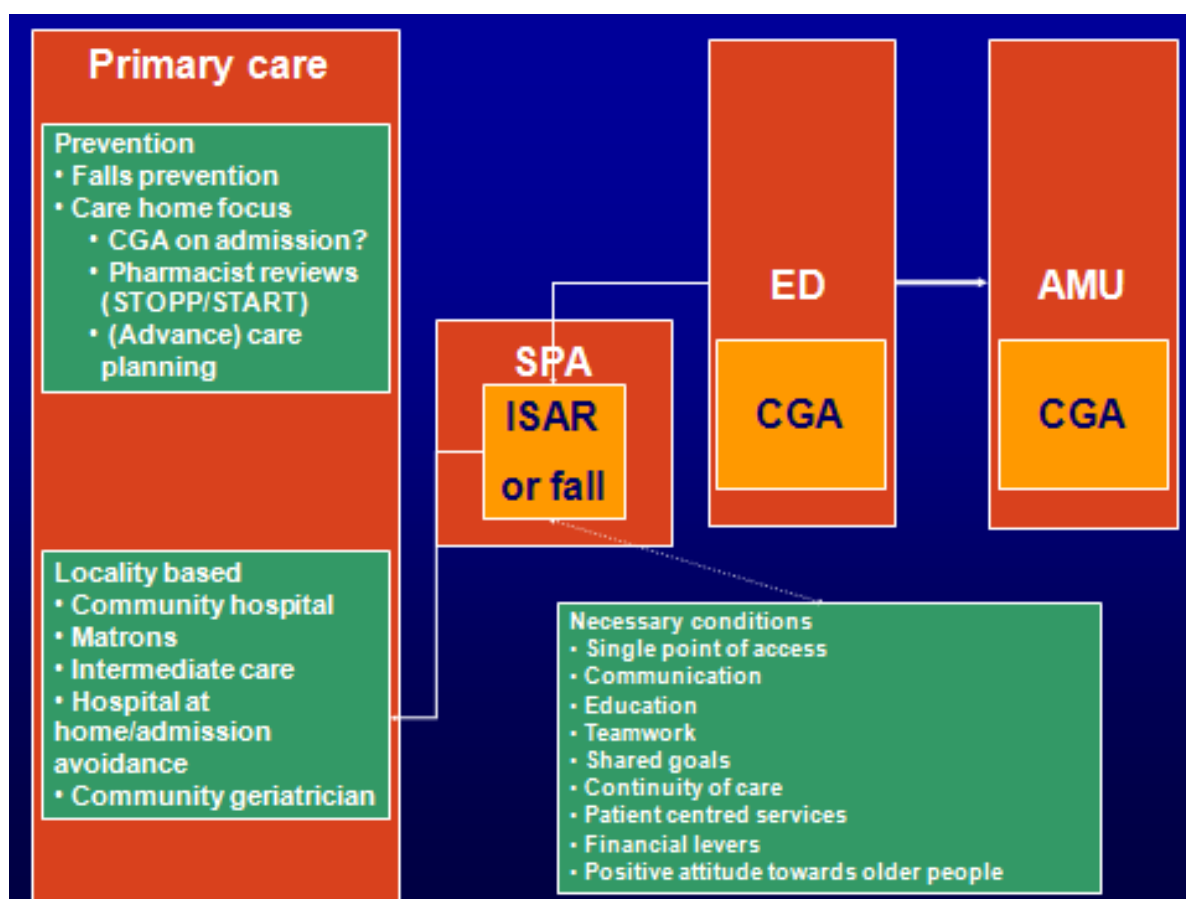 Primary care
Prevention
• Falls prevention
• Care home focus
• CGA on admission?
• Pharmacist reviews
(STOPP/START)
• (Advance) care
planning
Locality based
• Community hospital
• Matrons
• Intermediate care
• Hospital at
home/admission
avoidance
• Community geriatrician
SPA
ISAR
or fall
ED
CGA
AMU
CGA
Necessary conditions
• Single point of access
• Communication
• Education
• Teamwork
• Shared goals
• Continuity of care
• Patient centred services
• Financial levers
• Positive attitude towards older people